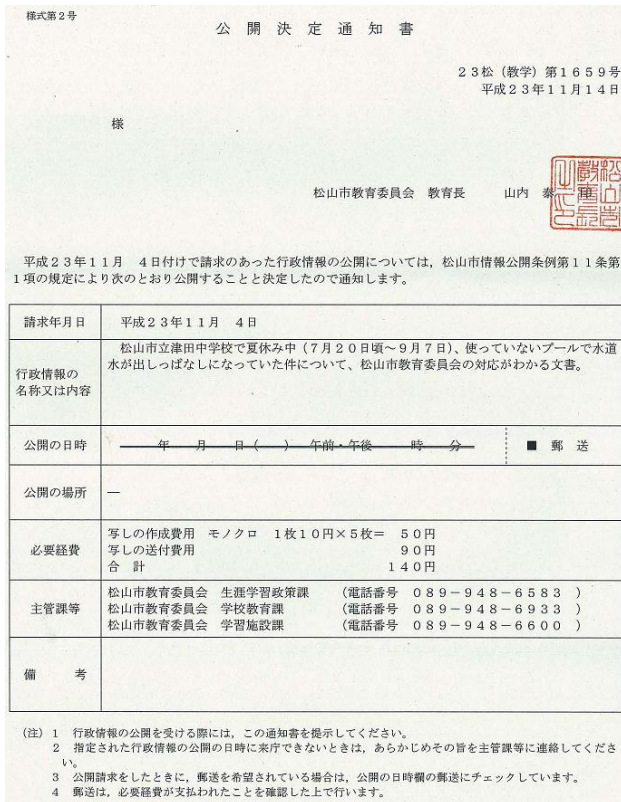 様式第2号
公開決定通知書
23松（教学）第1659号
平成23年11月14日
様
松山市教育委員会　教育長　山内　泰
平成23年11月　4日付けで請求のあった行政情報の公開については，松山市情報公開条例第11条第
1項の規定により次のとおり公開することと決定したので通知します。
請求年月日　平成23年11月　4日
行政情報の
名称又は内容
松山市立津田中学校で夏休み中（7月20日頃～9月7日）、使っていないプールで水道
水が出しっぱなしになっていた件について、松山市教育委員会の対応がわかる文書。
公開の日時　年　月　日（　）　午前・午後　時　分　■　郵　送
公開の場所　―
必要経費
写しの作成費用　モノクロ　1枚10円×5枚＝　50円
写しの送付費用　90円
合　計　140円
主管課等
松山市教育委員会　生涯学習政策課　（電話番号　089－948－6583　）
松山市教育委員会　学校教育課　（電話番号　089－948－6933　）
松山市教育委員会　学習施設課　（電話番号　089－948－6600　）
備　考
（注）1　行政情報の公開を受ける際には，この通知書を提示してください。
2　指定された行政情報の公開の日時に来庁できないときは，あらかじめその旨を主管課等に連絡してくださ
い。
3　公開請求をしたときに，郵送を希望されている場合は，公開の日時欄の郵送にチェックしています。
4　郵送は，必要経費が支払われたことを確認した上で行います。